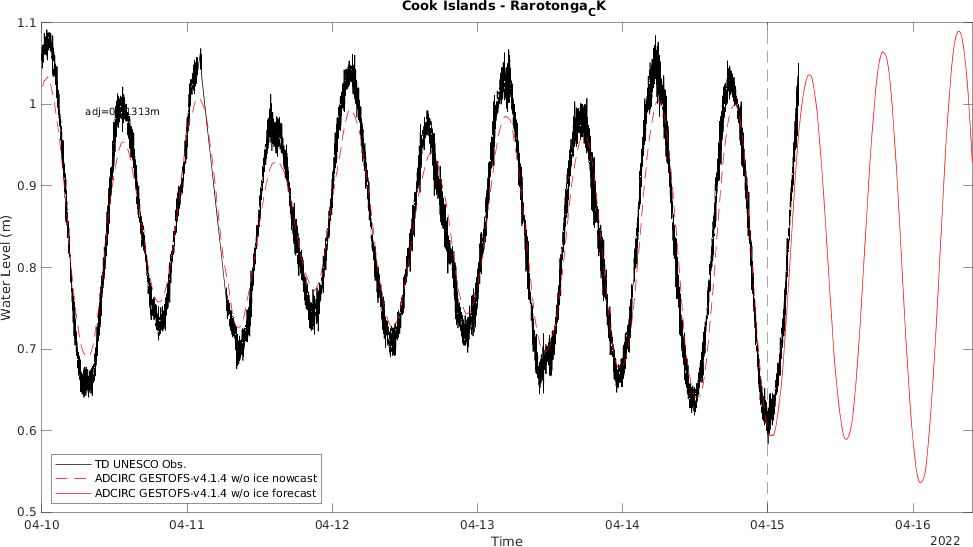 Cook Islands - Rarotonga_CK
1.1
1
0.9
0.8
0.7
0.6
0.5
Water Level (m)
TD UNESCO Obs.
ADCIRC GESTOFS-v4.1.4 w/o ice nowcast
ADCIRC GESTOFS-v4.1.4 w/o ice forecast
04-10 04-11 04-12 04-13 04-14 04-15 04-16
Time
2022